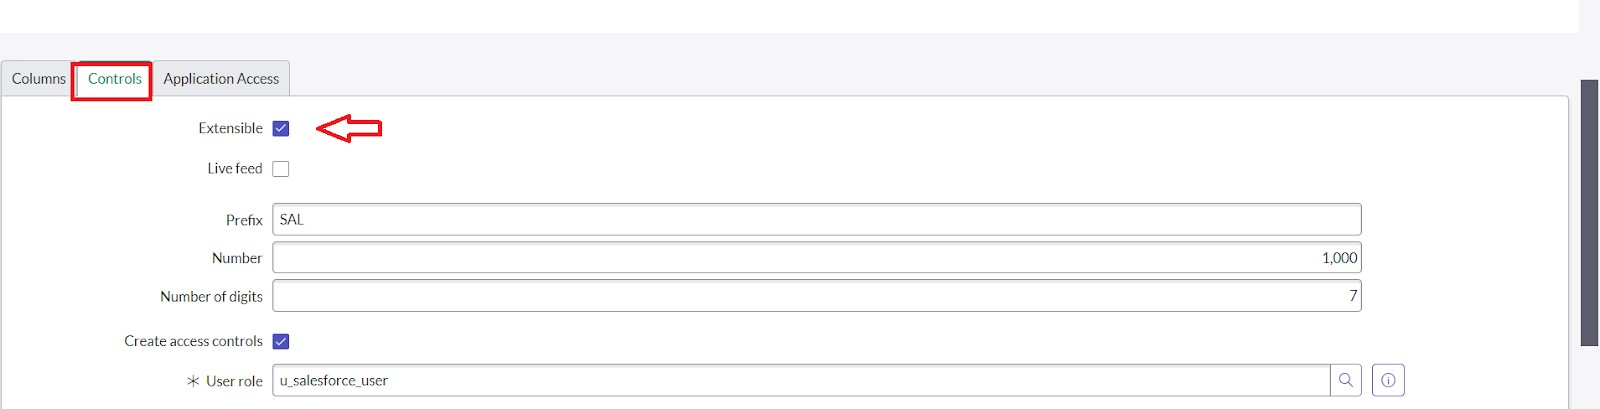 Columns Controls Application Access
Extensible
Live feed
Prefix SAL
Number 1,000
Number of digits 7
Create access controls
* User role u_salesforce_user